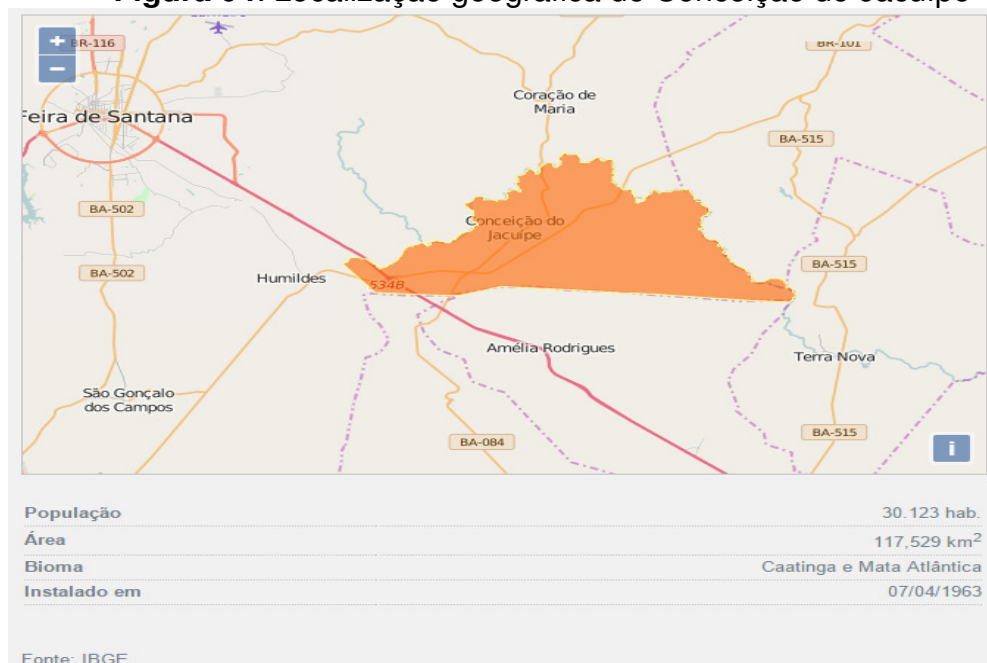 Localização geográfica de Conceição do Jacuípe
+
BR-116
−
BR-101
Coração de
Maria
Feira de Santana
BA-515
BA-502
Conceição do
Jacuípe
BA-502
Humildes
534B
BA-515
Amélia Rodrigues
Terra Nova
São Gonçalo
dos Campos
BA-084
BA-515
i
População 30.123 hab.
Área 117,529 km²
Bioma Caatinga e Mata Atlântica
Instalado em 07/04/1963
Fonte: IBGE